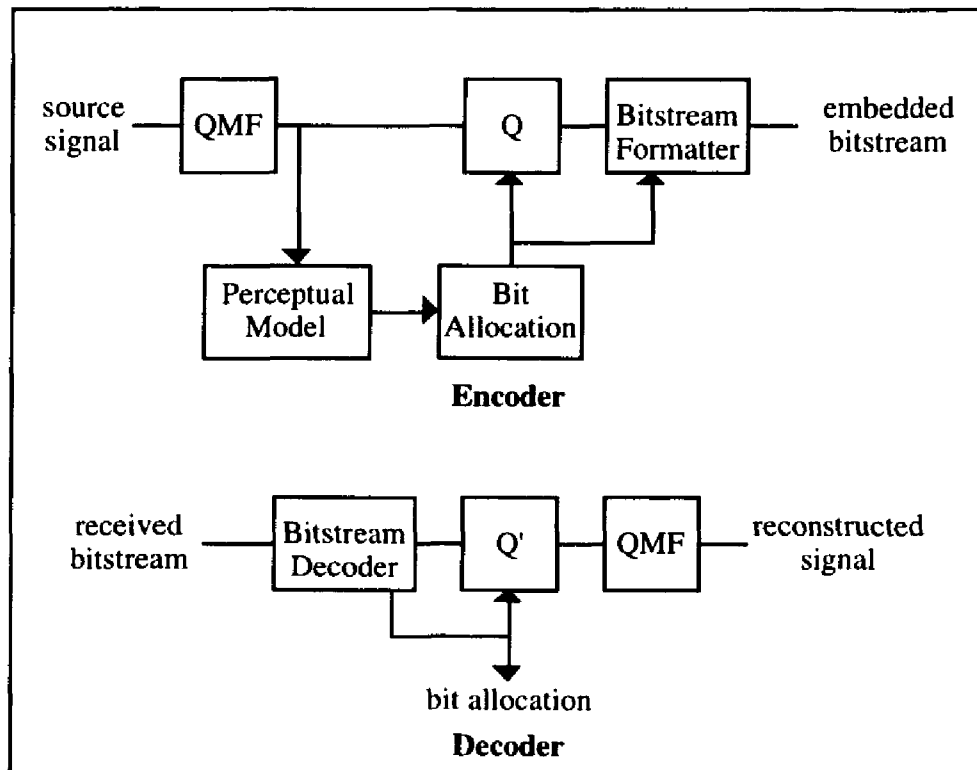 source
signal
QMF
Q
Bitstream
Formatter
embedded
bitstream
Perceptual
Model
Bit
Allocation
Encoder
received
bitstream
Bitstream
Decoder
Q'
QMF
reconstructed
signal
bit allocation
Decoder